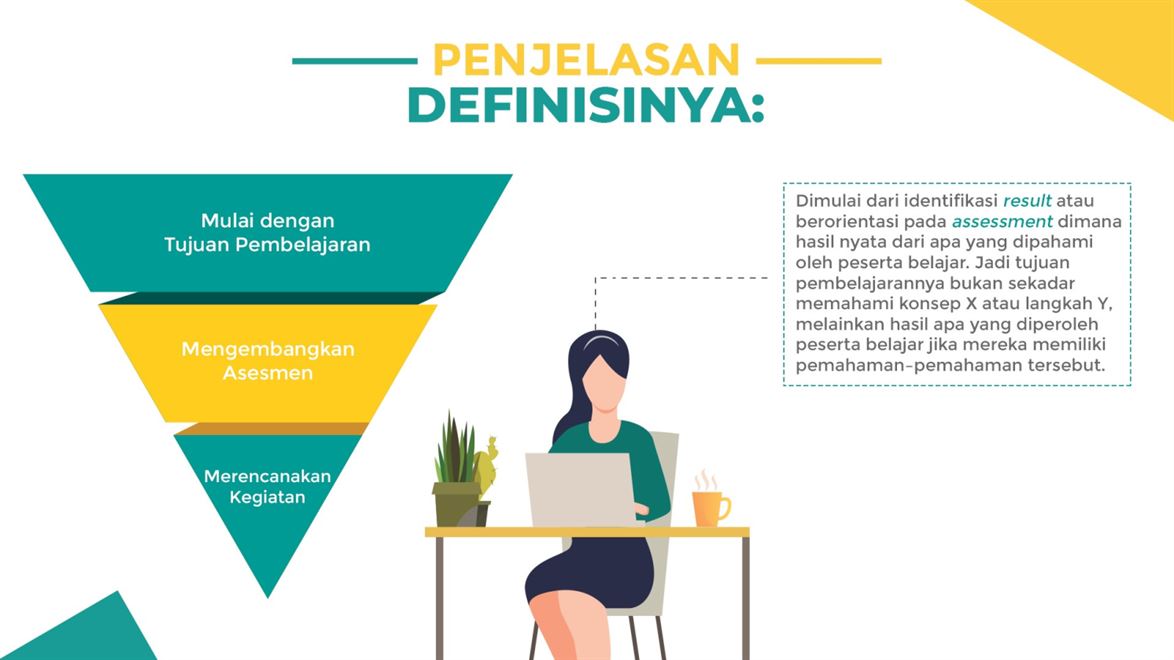 PENJELASAN
DEFINISINYA:
Mulai dengan
Tujuan Pembelajaran
Mengembangkan
Asesmen
Merencanakan
Kegiatan
Dimulai dari identifikasi result atau
berorientasi pada assessment dimana
hasil nyata dari apa yang dipahami
oleh peserta belajar. Jadi tujuan
pembelajarannya bukan sekadar
memahami konsep X atau langkah Y,
melainkan hasil apa yang diperoleh
peserta belajar jika mereka memiliki
pemahaman–pemahaman tersebut.